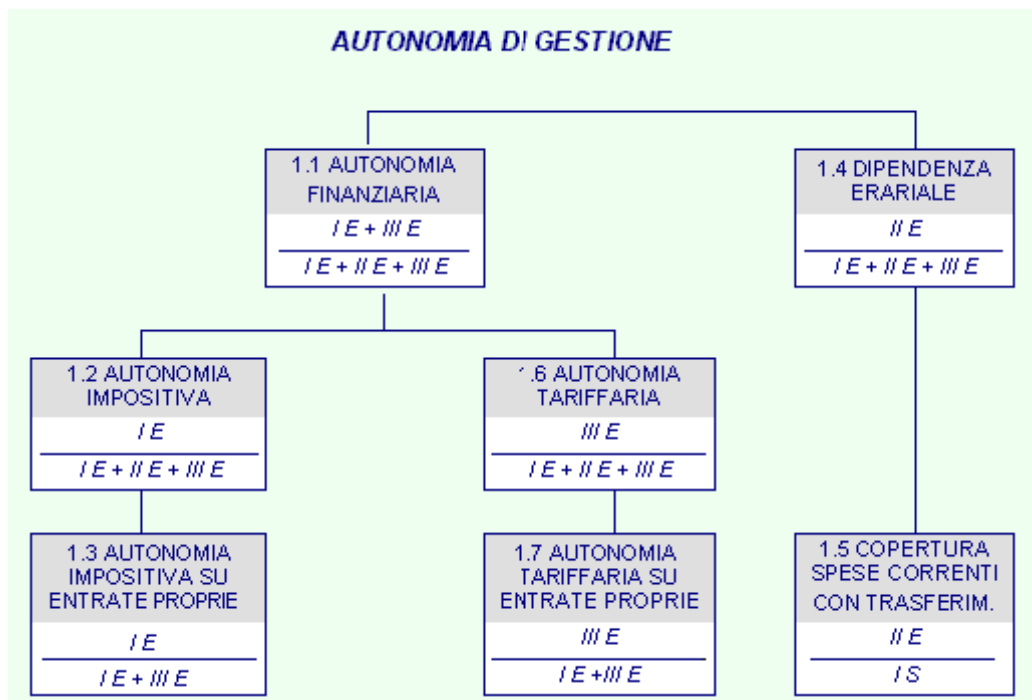 AUTONOMIA DI GESTIONE
1.1 AUTONOMIA
FINANZIARIA
I E + III E
I E + II E + III E
1.4 DIPENDENZA
ERARIALE
II E
I E + II E + III E
1.2 AUTONOMIA
IMPOSITIVA
I E
I E + II E + III E
1.6 AUTONOMIA
TARIFFARIA
III E
I E + II E + III E
1.3 AUTONOMIA
IMPOSITIVA SU
ENTRATE PROPRIE
I E
I E + III E
1.7 AUTONOMIA
TARIFFARIA SU
ENTRATE PROPRIE
III E
I E +III E
1.5 COPERTURA
SPESE CORRENTI
CON TRASFERIM.
II E
I S